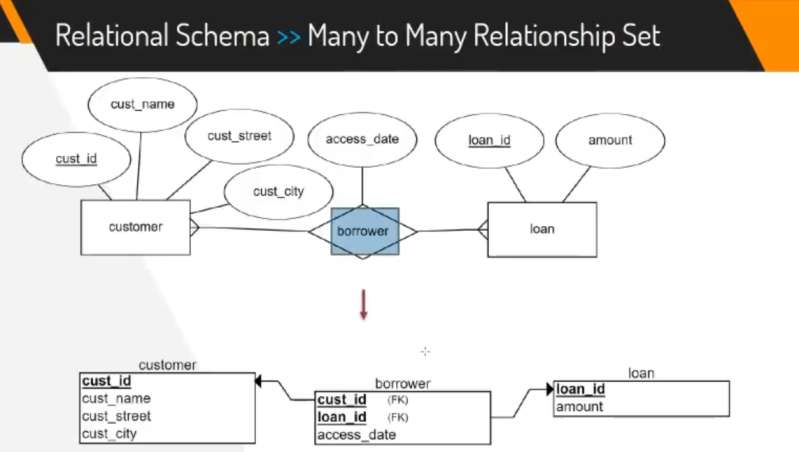 Relational Schema >> Many to Many Relationship Set
cust_name
cust_street
access_date
loan_id
amount
cust_id
cust_city
customer
borrower
loan
customer
cust_id
cust_name
cust_street
cust_city
borrower
cust_id (FK)
loan_id (FK)
access_date
loan
loan_id
amount